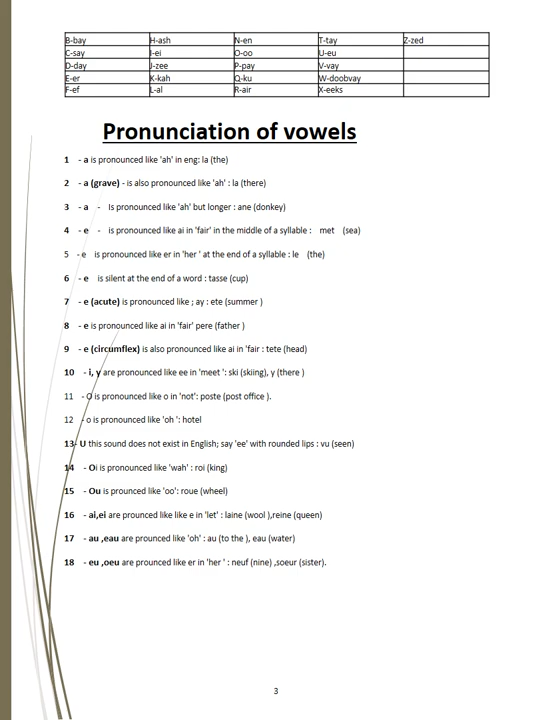 B-bay H-ash N-en T-tay Z-zed
C-say I-ei O-oo U-eu
D-day J-zee P-pay V-vay
E-er K-kah Q-ku W-doobvay
F-ef L-al R-air X-eeks
Pronunciation of vowels
1 - a is pronounced like 'ah' in eng: la (the)
2 - a (grave) - is also pronounced like 'ah' : la (there)
3 - a - Is pronounced like 'ah' but longer : ane (donkey)
4 - e - is pronounced like ai in 'fair' in the middle of a syllable : met (sea)
5 - e is pronounced like er in 'her ' at the end of a syllable : le (the)
6 - e is silent at the end of a word : tasse (cup)
7 - e (acute) is pronounced like ; ay : ete (summer )
8 - e is pronounced like ai in 'fair' pere (father )
9 - e (circumflex) is also pronounced like ai in 'fair : tete (head)
10 - i, y are pronounced like ee in 'meet ': ski (skiing), y (there )
11 - O is pronounced like o in 'not': poste (post office ).
12 - o is pronounced like 'oh ': hotel
13- U this sound does not exist in English; say 'ee' with rounded lips : vu (seen)
14 - Oi is pronounced like 'wah' : roi (king)
15 - Ou is prounced like 'oo': roue (wheel)
16 - ai,ei are prounced like like e in 'let' : laine (wool ),reine (queen)
17 - au ,eau are prounced like 'oh' : au (to the ), eau (water)
18 - eu ,oeu are prounced like er in 'her ' : neuf (nine) ,soeur (sister).
3